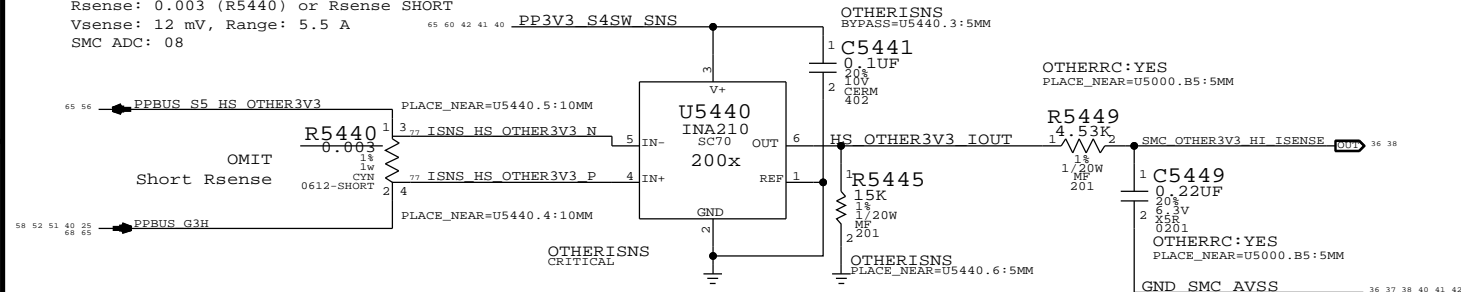 Rsense: 0.003 (R5440) or Rsense SHORT
Vsense: 12 mV, Range: 5.5 A
SMC ADC: 08
65 60 42 41 40 PP3V3_S4SW_SNS
OTHERISNS
BYPASS=U5440.3:5MM
1 C5441
0.1UF
20%
10V
2 CERM
402
3
V+
OTHERRC:YES
PLACE_NEAR=U5000.B5:5MM
65 56 PPBUS_S5_HS_OTHER3V3
PLACE_NEAR=U5440.5:10MM
U5440
INA210
SC70
200x
R5440
0.003
1%
1W
CYN
0612-SHORT
1 3
2 4
OMIT
Short Rsense
77 ISNS_HS_OTHER3V3_N
5 IN-
OUT 6
HS_OTHER3V3_IOUT
R5449
1 4.53K 2
1%
1/20W
MF
201
SMC_OTHER3V3_HI_ISENSE OUT 36 38
77 ISNS_HS_OTHER3V3_P
4 IN+
REF 1
1 R5445
15K
1%
1/20W
MF
2 201
1 C5449
0.22UF
20%
6.3V
2 X5R
0201
PLACE_NEAR=U5440.4:10MM
GND
2
58 52 51 40 25
68 65
PPBUS_G3H
OTHERISNS
CRITICAL
OTHERISNS
PLACE_NEAR=U5440.6:5MM
OTHERRC:YES
PLACE_NEAR=U5000.B5:5MM
GND_SMC_AVSS 36 37 38 40 41 42